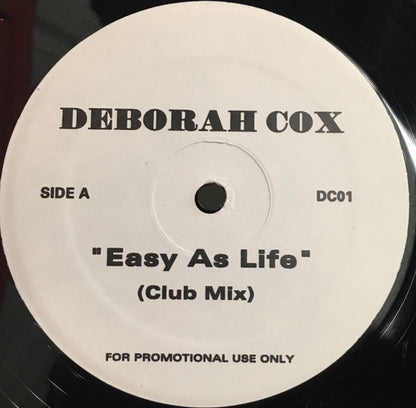 DEBORAH COX
SIDE A DC01
"Easy As Life"
(Club Mix)
FOR PROMOTIONAL USE ONLY